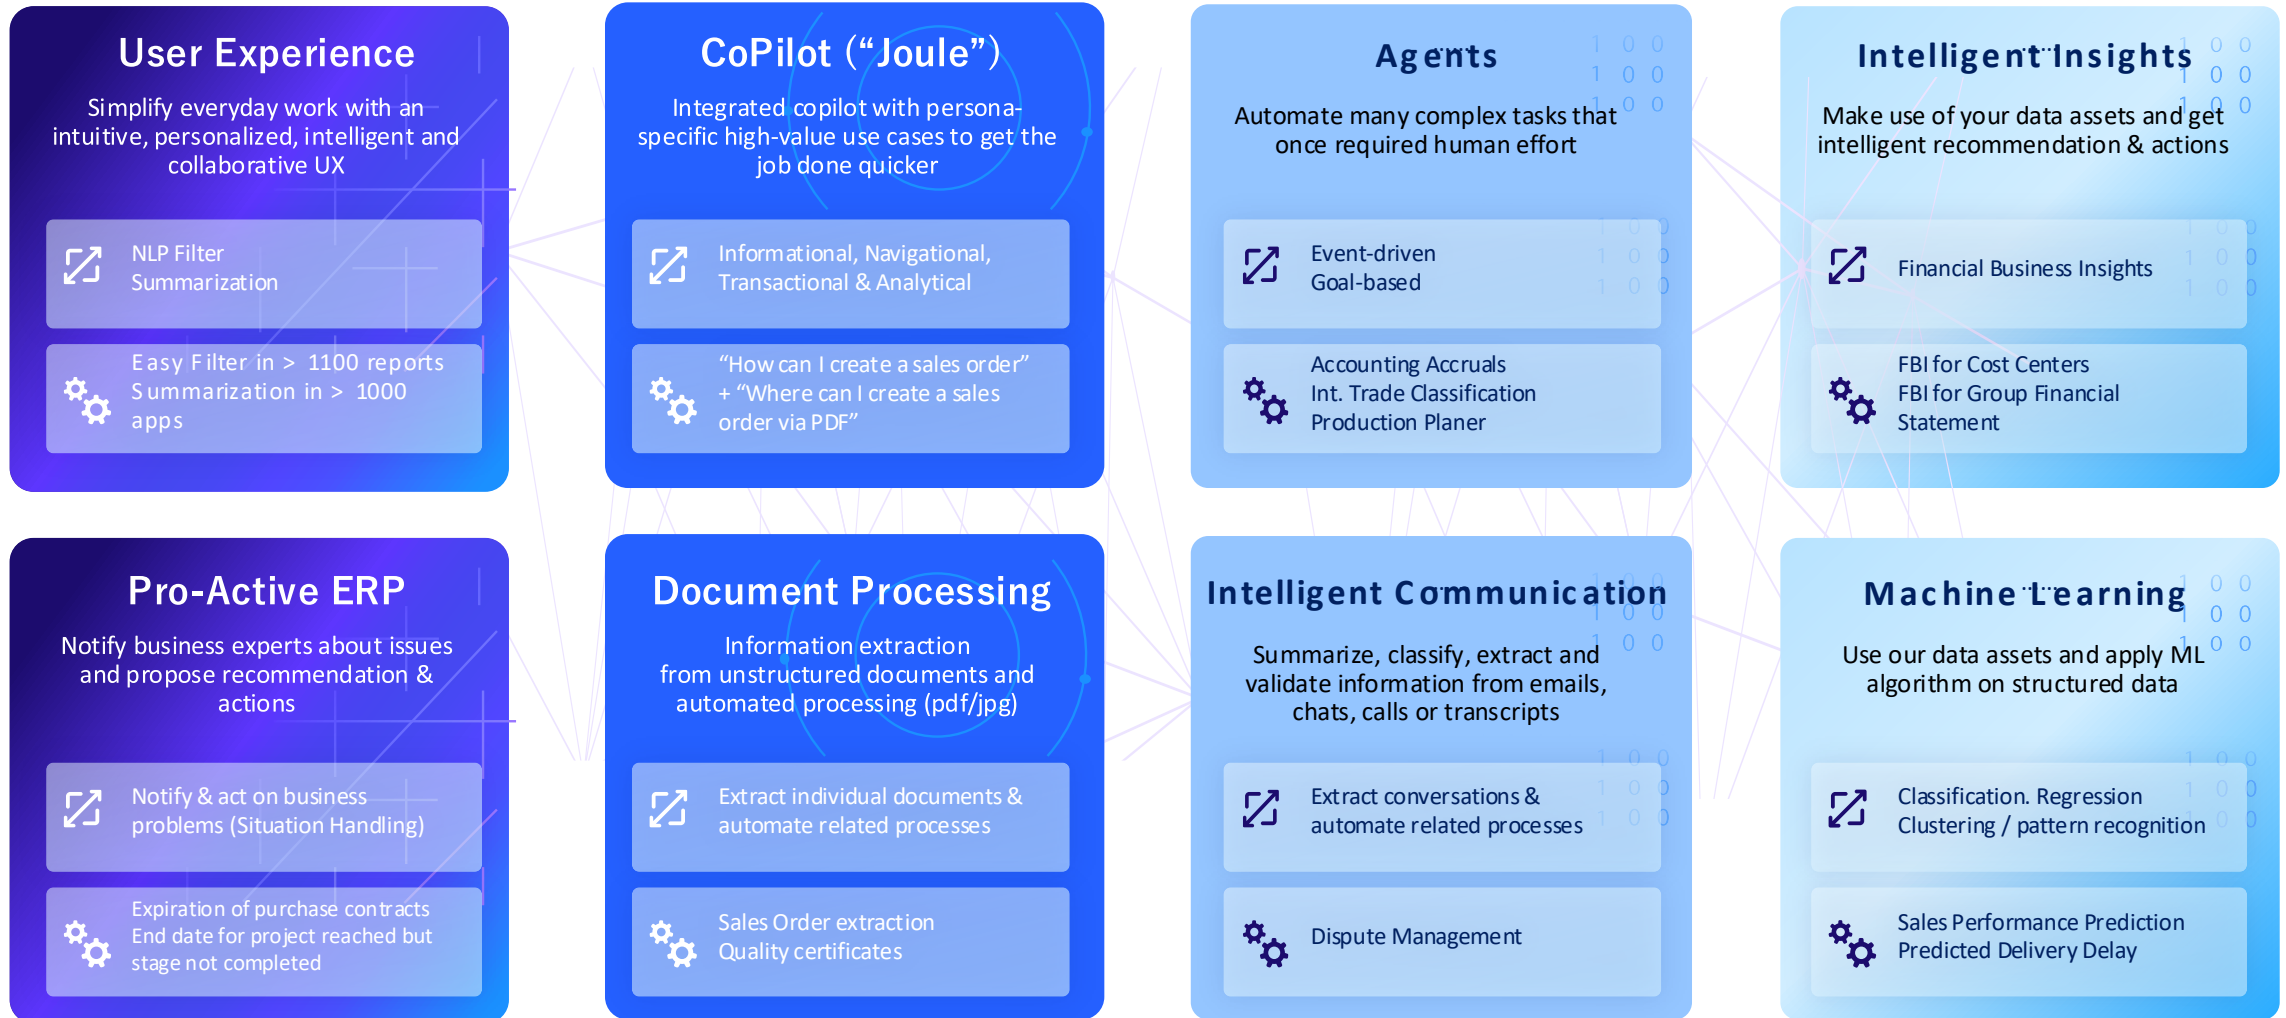 User Experience
Simplify everyday work with an
intuitive, personalized, intelligent and
collaborative UX
NLP Filter
Summarization
Easy Filter in > 1100 reports
Summarization in > 1000
apps
CoPilot (“Joule”)
Integrated copilot with persona-
specific high-value use cases to get the
job done quicker
Informational, Navigational,
Transactional & Analytical
“How can I create a sales order”
+ “Where can I create a sales
order via PDF”
Agents
Automate many complex tasks that
once required human effort
Event-driven
Goal-based
Accounting Accruals
Int. Trade Classification
Production Planer
Intelligent Insights
Make use of your data assets and get
intelligent recommendation & actions
Financial Business Insights
FBI for Cost Centers
FBI for Group Financial
Statement
Pro-Active ERP
Notify business experts about issues
and propose recommendation &
actions
Notify & act on business
problems (Situation Handling)
Expiration of purchase contracts
End date for project reached but
stage not completed
Document Processing
Information extraction
from unstructured documents and
automated processing (pdf/jpg)
Extract individual documents &
automate related processes
Sales Order extraction
Quality certificates
Intelligent Communication
Summarize, classify, extract and
validate information from emails,
chats, calls or transcripts
Extract conversations &
automate related processes
Dispute Management
Machine Learning
Use our data assets and apply ML
algorithm on structured data
Classification. Regression
Clustering / pattern recognition
Sales Performance Prediction
Predicted Delivery Delay